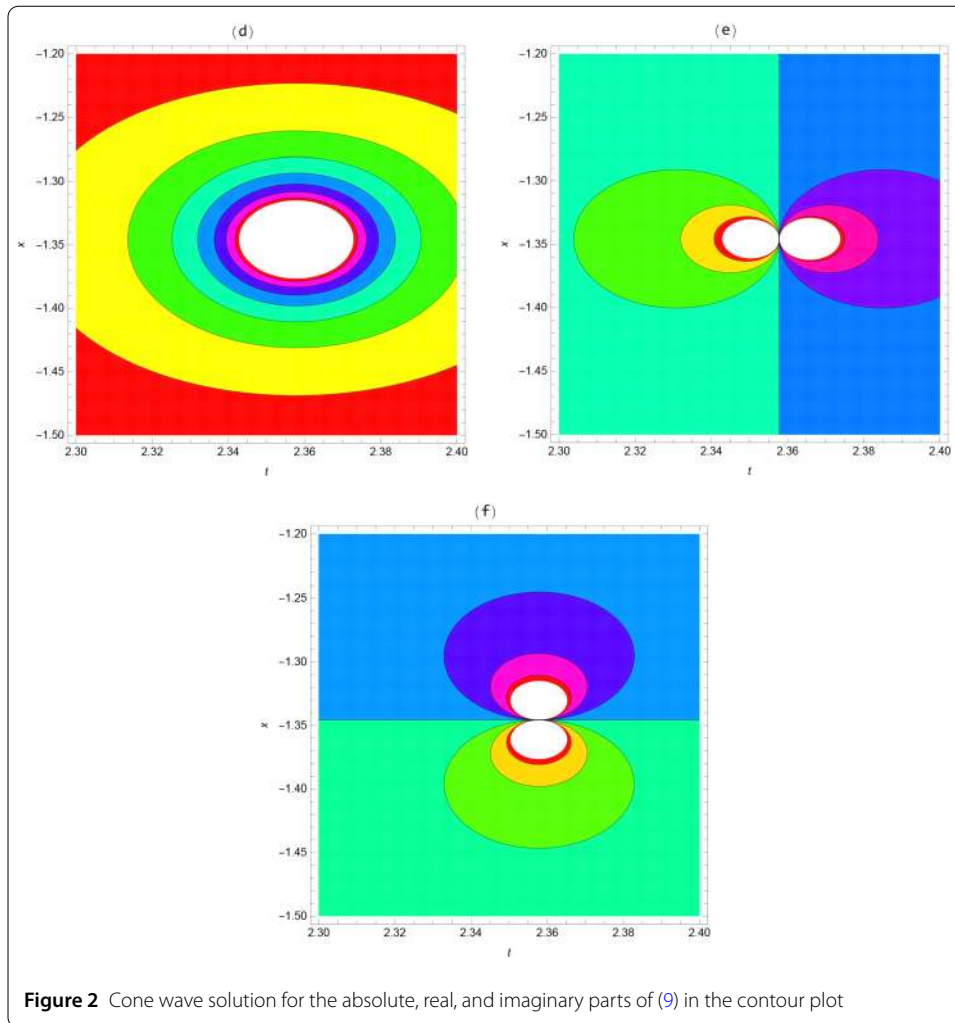 (d)
-1.20
-1.25
-1.30
x -1.35
-1.40
-1.45
-1.50
2.30 2.32 2.34 2.36 2.38 2.40
t
(e)
-1.20
-1.25
-1.30
x -1.35
-1.40
-1.45
-1.50
2.30 2.32 2.34 2.36 2.38 2.40
t
(f)
-1.20
-1.25
-1.30
x -1.35
-1.40
-1.45
-1.50
2.30 2.32 2.34 2.36 2.38 2.40
t
Figure 2 Cone wave solution for the absolute, real, and imaginary parts of (9) in the contour plot